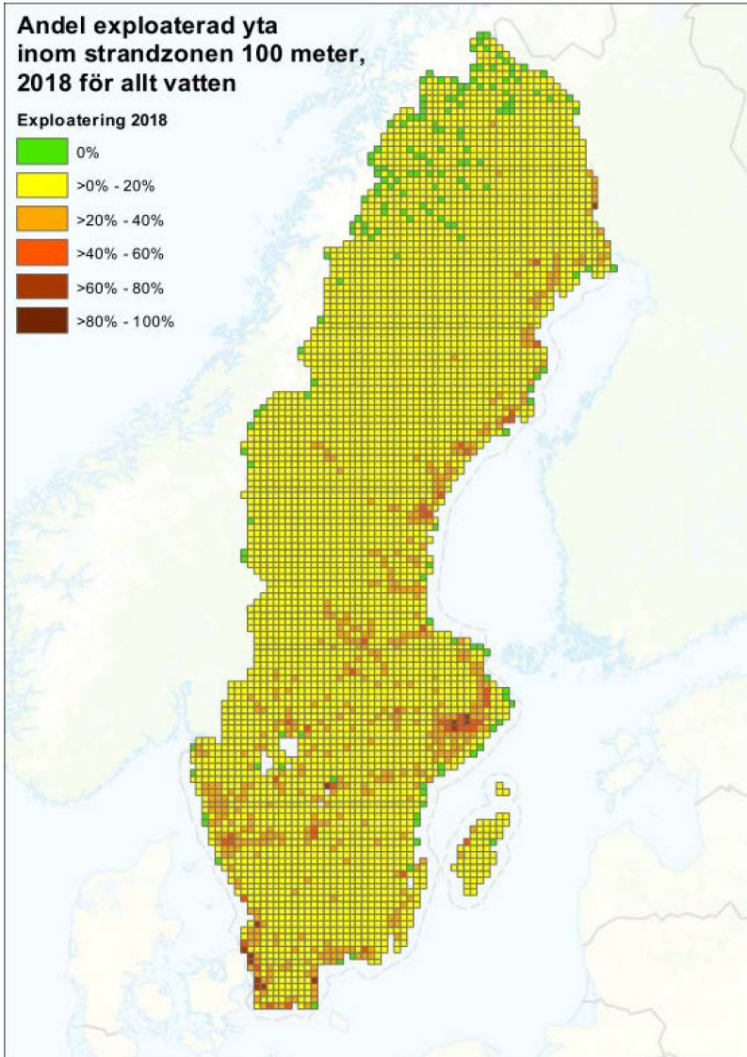 Andel exploaterad yta
inom strandzonen 100 meter,
2018 för allt vatten
Exploatering 2018
0%
>0% - 20%
>20% - 40%
>40% - 60%
>60% - 80%
>80% - 100%